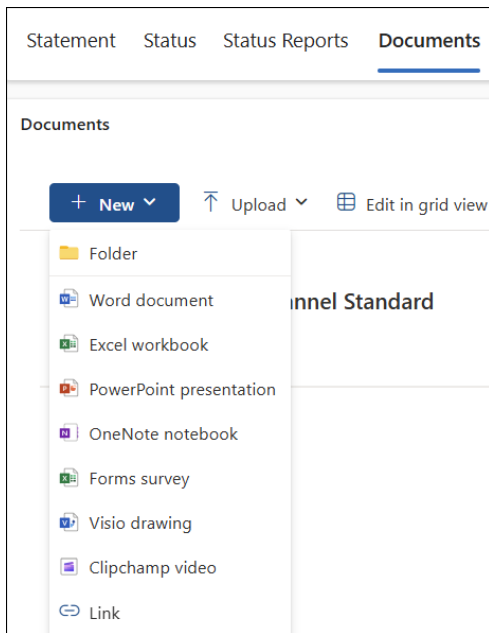 Statement Status Status Reports Documents
Documents
+ New Upload Edit in grid view
Folder
Word document
nnel Standard
Excel workbook
PowerPoint presentation
OneNote notebook
Forms survey
Visio drawing
Clipchamp video
Link